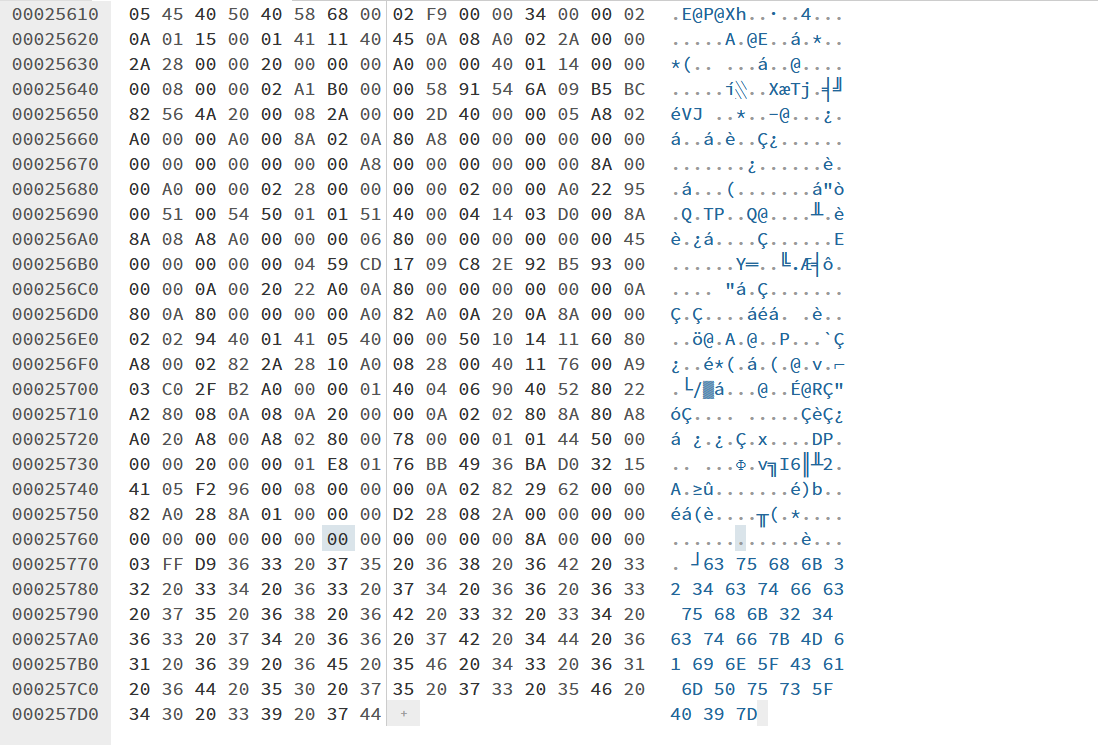 00025610 05 45 40 50 40 58 68 00 02 F9 00 00 34 00 00 02 .E@P@Xh..·..4...
00025620 0A 01 15 00 01 41 11 40 45 0A 08 A0 02 2A 00 00 .....A.@E..á.*..
00025630 2A 28 00 00 20 00 00 00 A0 00 00 40 01 14 00 00 *(.. ...á..@....
00025640 00 08 00 00 02 A1 B0 00 00 58 91 54 6A 09 B5 BC .....í░..XæTj.╡╝
00025650 82 56 4A 20 00 08 2A 00 00 2D 40 00 00 05 A8 02 éVJ ..*..-@...¿.
00025660 A0 00 00 A0 00 8A 02 0A 80 A8 00 00 00 00 00 00 á..á.è..Ç¿......
00025670 00 00 00 00 00 00 00 A8 00 00 00 00 00 00 8A 00 .......¿......è.
00025680 00 A0 00 00 02 28 00 00 00 00 02 00 00 A0 22 95 .á...(.......á"ò
00025690 00 51 00 54 50 01 01 51 40 00 04 14 03 D0 00 8A .Q.TP..Q@....╨.è
000256A0 8A 08 A8 A0 00 00 00 06 80 00 00 00 00 00 00 45 è.¿á....Ç......E
000256B0 00 00 00 00 00 04 59 CD 17 09 C8 2E 92 B5 93 00 ......Y═..╚.Æ╡ô.
000256C0 00 00 0A 00 20 22 A0 0A 80 00 00 00 00 00 00 0A .... "á.Ç.......
000256D0 80 0A 80 00 00 00 00 A0 82 A0 0A 20 0A 8A 00 00 Ç.Ç....áéá. .è..
000256E0 02 02 94 40 01 41 05 40 00 00 50 10 14 11 60 80 ..ö@.A.@..P...`Ç
000256F0 A8 00 02 82 2A 28 10 A0 08 28 00 40 11 76 00 A9 ¿..é*(.á.(.@.v.⌐
00025700 03 C0 2F B2 A0 00 00 01 40 04 06 90 40 52 80 22 .└/▓á...@..É@RÇ"
00025710 A2 80 08 0A 08 0A 20 00 00 0A 02 02 80 8A 80 A8 óÇ.... .....ÇèÇ¿
00025720 A0 20 A8 00 A8 02 80 00 78 00 00 01 01 44 50 00 á ¿.¿.Ç.x....DP.
00025730 00 00 20 00 00 01 E8 01 76 BB 49 36 BA D0 32 15 .. ...Φ.v╗I6║╨2.
00025740 41 05 F2 96 00 08 00 00 00 0A 02 82 29 62 00 00 A.≥û.......é)b..
00025750 82 A0 28 8A 01 00 00 00 D2 28 08 2A 00 00 00 00 éá(è....╥(.*....
00025760 00 00 00 00 00 00 00 00 00 00 00 00 8A 00 00 00 ............è...
00025770 03 FF D9 36 33 20 37 35 20 36 38 20 36 42 20 33 . ┘63 75 68 6B 3
00025780 32 20 33 34 20 36 33 20 37 34 20 36 36 20 36 33 2 34 63 74 66 63
00025790 20 37 35 20 36 38 20 36 42 20 33 32 20 33 34 20 75 68 6B 32 34
000257A0 36 33 20 37 34 20 36 36 20 37 42 20 34 44 20 36 63 74 66 7B 4D 6
000257B0 31 20 36 39 20 36 45 20 35 46 20 34 33 20 36 31 1 69 6E 5F 43 61
000257C0 20 36 44 20 35 30 20 37 35 20 37 33 20 35 46 20 6D 50 75 73 5F
000257D0 34 30 20 33 39 20 37 44 + 40 39 7D